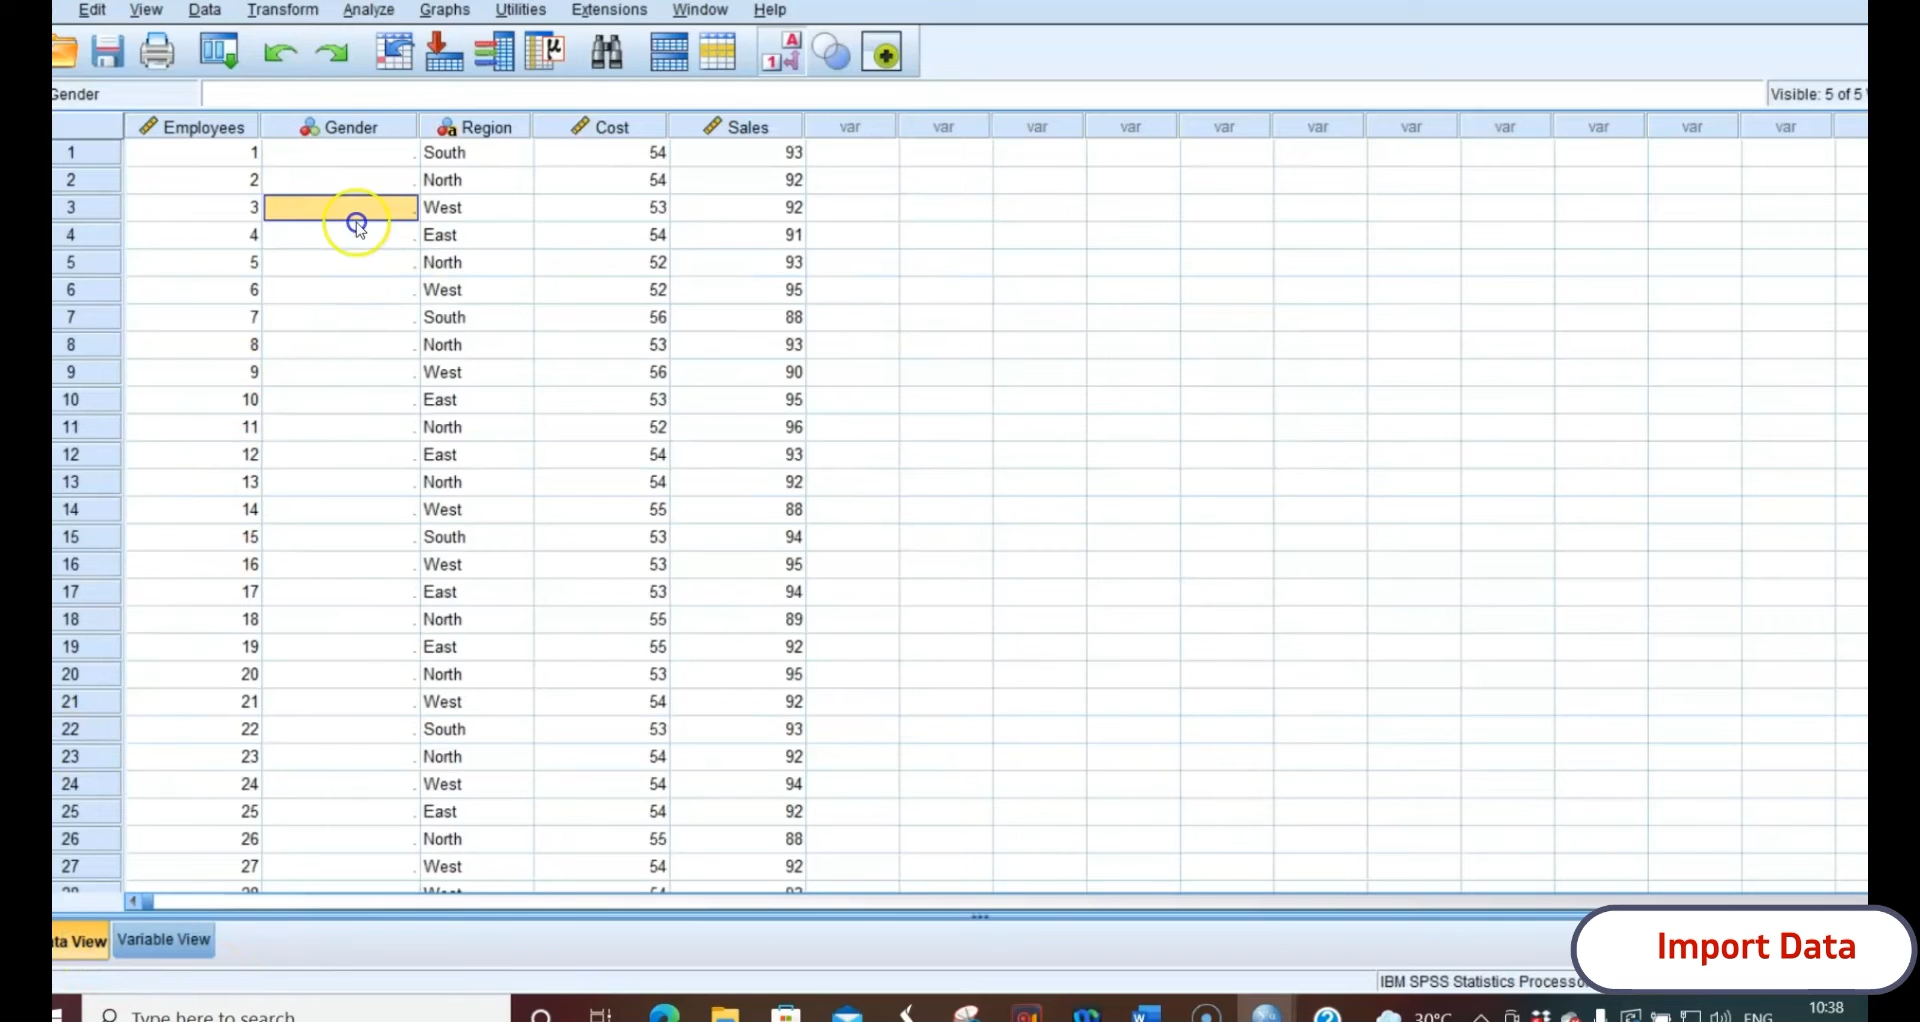 Edit View Data Transform Analyze Graphs Utilities Extensions Window Help
A
1
µ
Gender
Visible: 5 of 5
Employees Gender Region Cost Sales var var var var var var var var var var var
1 1 . South 54 93
2 2 . North 54 92
3 3 . West 53 92
4 4 . East 54 91
5 5 . North 52 93
6 6 . West 52 95
7 7 . South 56 88
8 8 . North 53 93
9 9 . West 56 90
10 10 . East 53 95
11 11 . North 52 96
12 12 . East 54 93
13 13 . North 54 92
14 14 . West 55 88
15 15 . South 53 94
16 16 . West 53 95
17 17 . East 53 94
18 18 . North 55 89
19 19 . East 55 92
20 20 . North 53 95
21 21 . West 54 92
22 22 . South 53 93
23 23 . North 54 92
24 24 . West 54 94
25 25 . East 54 92
26 26 . North 55 88
27 27 . West 54 92
ta View Variable View
Import Data
IBM SPSS Statistics Processo
Type here to search
30°C ENG 10:38